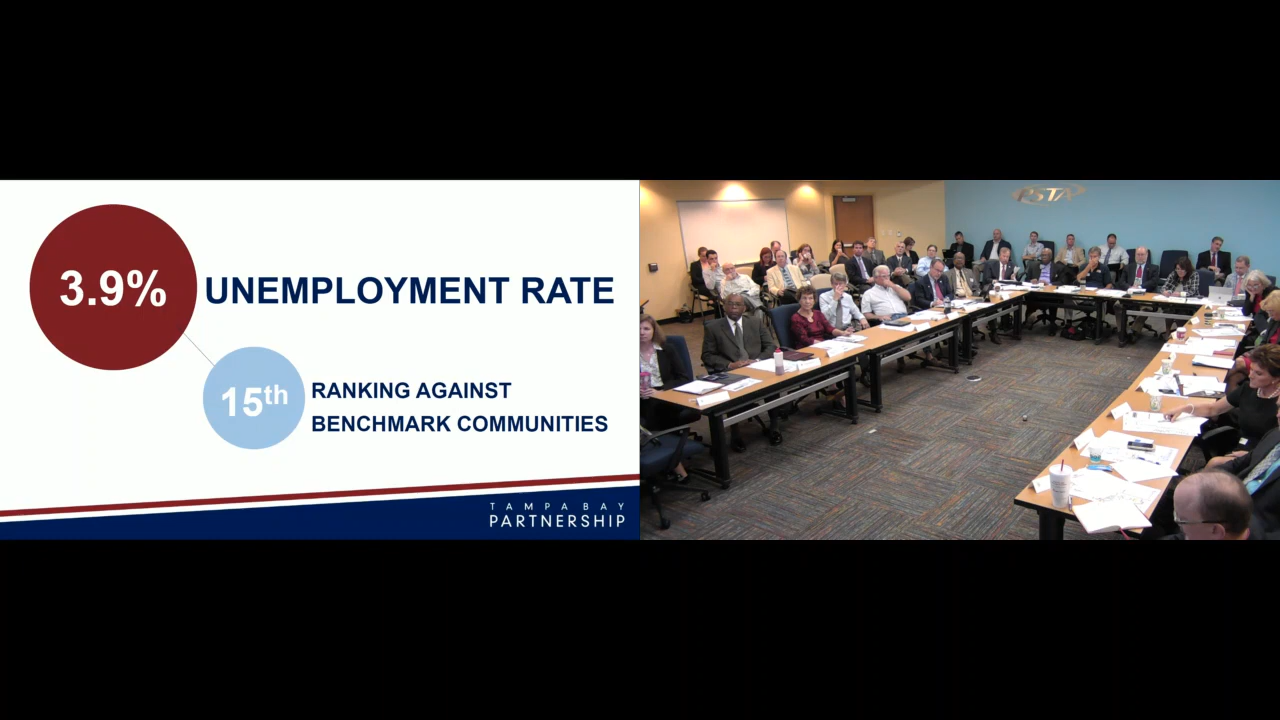 3.9%
UNEMPLOYMENT RATE
15th
RANKING AGAINST
BENCHMARK COMMUNITIES
TAMPA BAY
PARTNERSHIP
PSTA